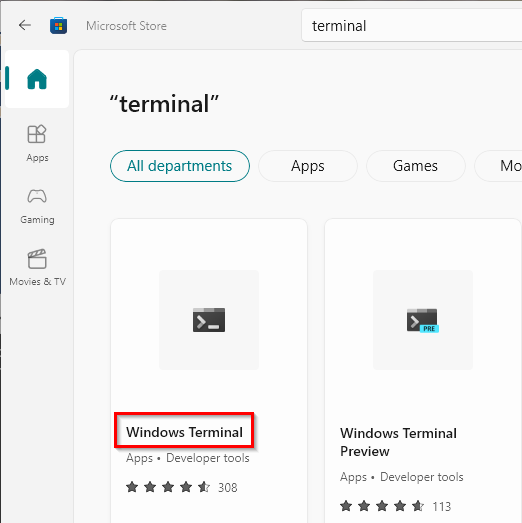 Microsoft Store
terminal
“terminal”
All departments
Apps
Games
Mo
Apps
Gaming
Movies & TV
PRE
Windows Terminal
Apps • Developer tools
308
Windows Terminal
Preview
Apps • Developer tools
113